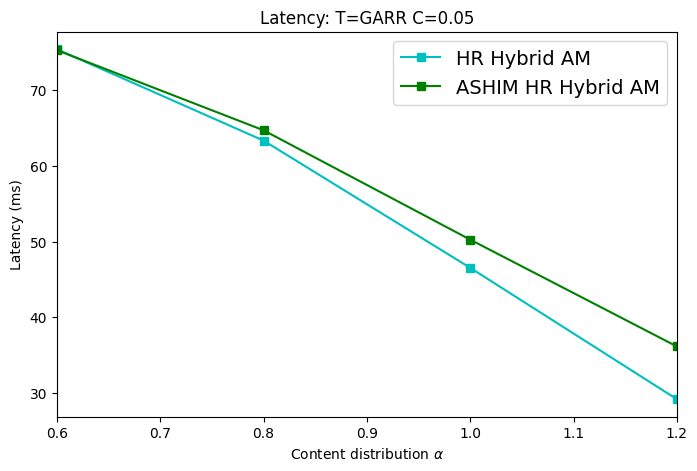 Latency: T=GARR C=0.05
HR Hybrid AM
ASHIM HR Hybrid AM
Latency (ms)
70
60
50
40
30
0.6 0.7 0.8 0.9 1.0 1.1 1.2
Content distribution α